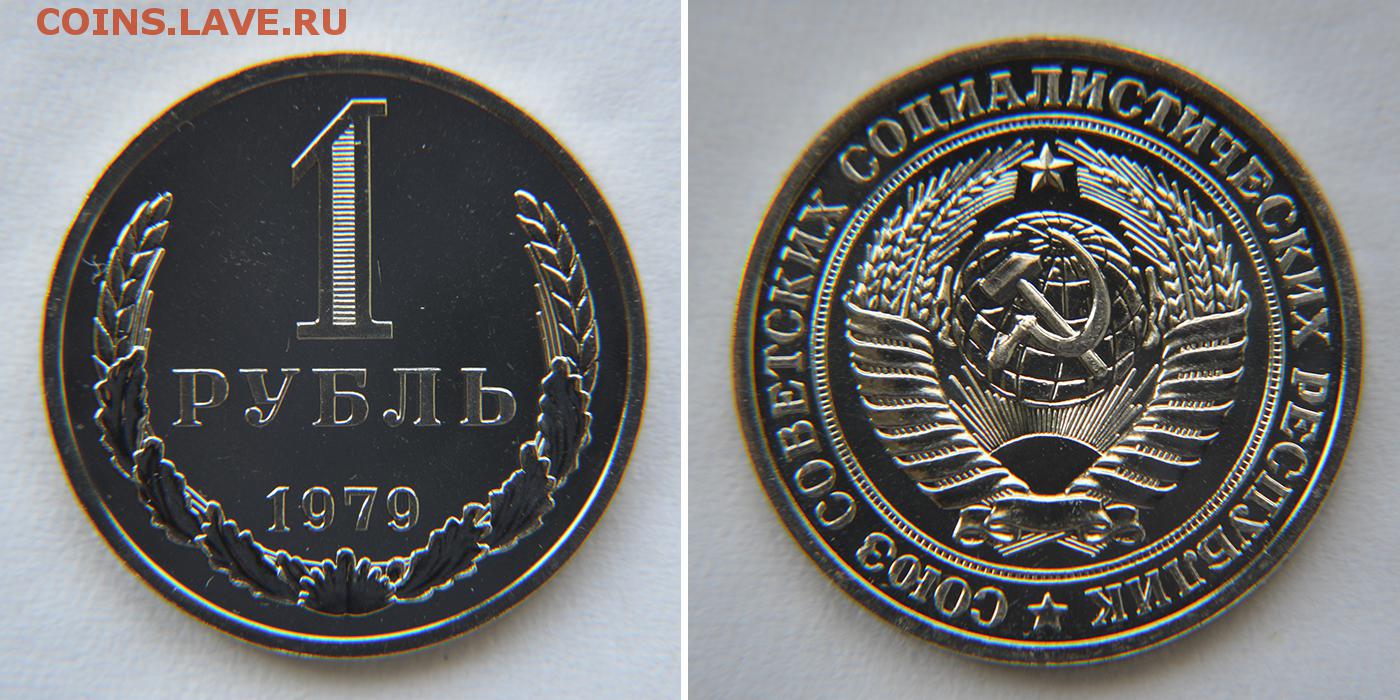 COINS.LAVE.RU
1
РУБЛЬ
1979
СОЮЗ СОВЕТСКИХ СОЦИАЛИСТИЧЕСКИХ РЕСПУБЛИК